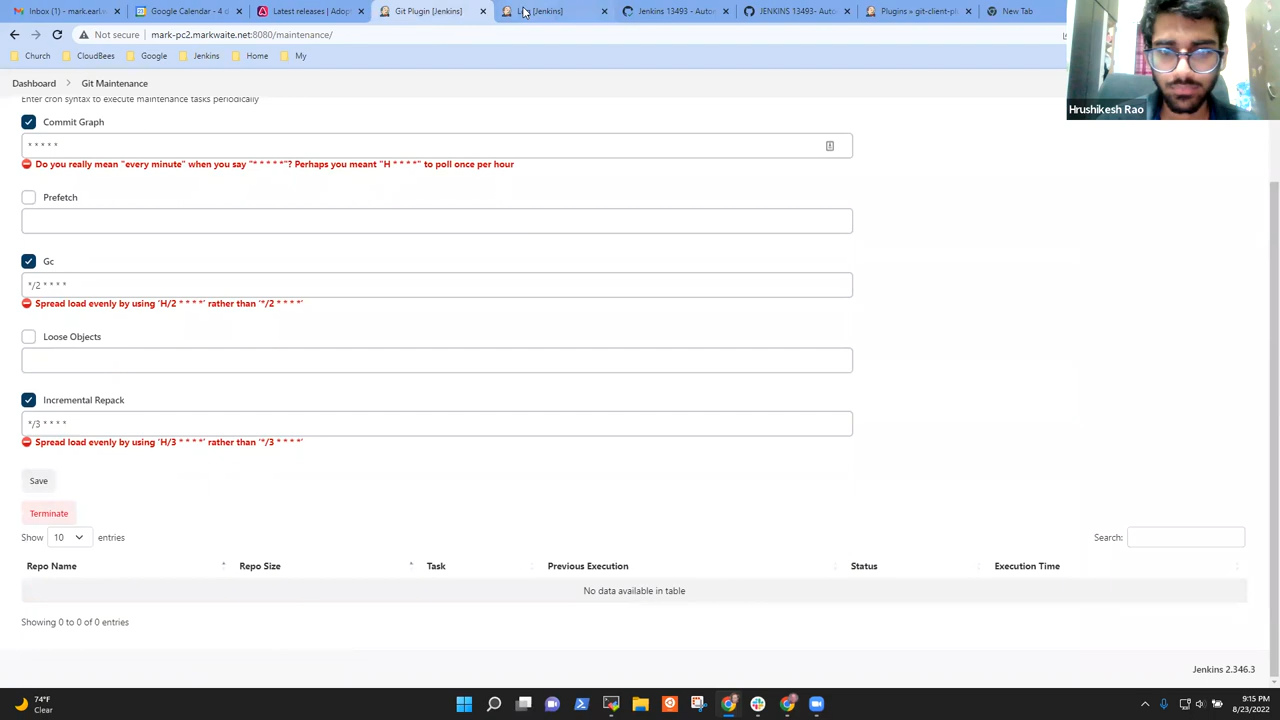 Inbox (4) - markearlw
Google Calendar - 4 d
Latest releases | Adop
Git Plugin [Jenkins]
[Jenkins]
Jenkins 13493- Auto
JENKINS 13493- Auto
Plugins » git-client-pl
New Tab
Not secure
mark-pc2.markwaite.net:8080/maintenance/
Church
CloudBees
Google
Jenkins
Home
My
Hrushikesh Rao
Dashboard
Git Maintenance
Enter cron syntax to execute maintenance tasks periodically
Commit Graph
* * * * *
Do you really mean "every minute" when you say "* * * * *"? Perhaps you meant "H * * * *" to poll once per hour
Prefetch
Gc
*/2 * * * *
Spread load evenly by using ‘H/2 * * * *’ rather than ‘*/2 * * * *’
Loose Objects
Incremental Repack
*/3 * * * *
Spread load evenly by using ‘H/3 * * * *’ rather than ‘*/3 * * * *’
Save
Terminate
Show 10 entries
Search:
Repo Name
Repo Size
Task
Previous Execution
Status
Execution Time
No data available in table
Showing 0 to 0 of 0 entries
Jenkins 2.346.3
74°F
Clear
9:15 PM
8/23/2022